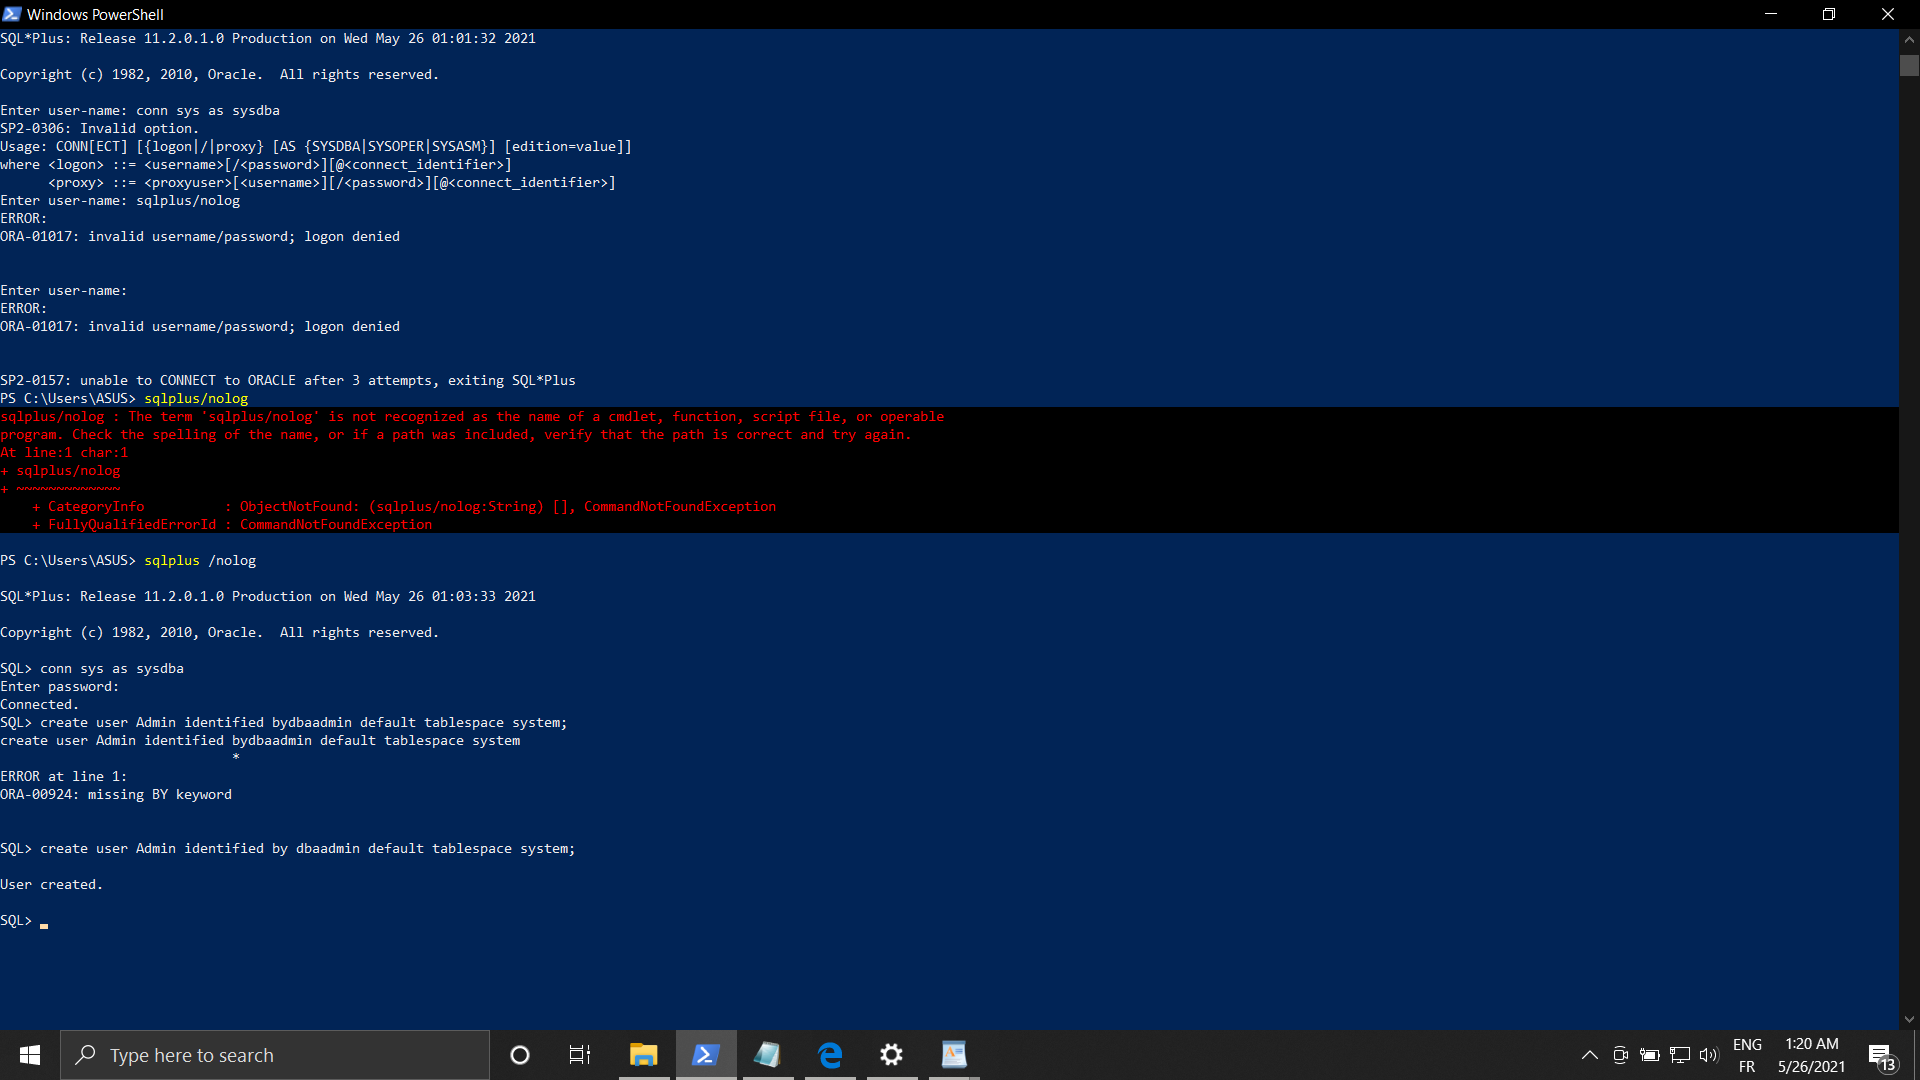 Windows PowerShell
SQL*Plus: Release 11.2.0.1.0 Production on Wed May 26 01:01:32 2021
Copyright (c) 1982, 2010, Oracle.  All rights reserved.
Enter user-name: conn sys as sysdba
SP2-0306: Invalid option.
Usage: CONN[ECT] [{logon|/|proxy} [AS {SYSDBA|SYSOPER|SYSASM}] [edition=value]]
where <logon> ::= <username>[/<password>][@<connect_identifier>]
      <proxy> ::= <proxyuser>[<username>][/<password>][@<connect_identifier>]
Enter user-name: sqlplus/nolog
ERROR:
ORA-01017: invalid username/password; logon denied
Enter user-name:
ERROR:
ORA-01017: invalid username/password; logon denied
SP2-0157: unable to CONNECT to ORACLE after 3 attempts, exiting SQL*Plus
PS C:\Users\ASUS> sqlplus/nolog
sqlplus/nolog : The term 'sqlplus/nolog' is not recognized as the name of a cmdlet, function, script file, or operable
program. Check the spelling of the name, or if a path was included, verify that the path is correct and try again.
At line:1 char:1
+ sqlplus/nolog
+ ~~~~~~~~~~~~~
    + CategoryInfo          : ObjectNotFound: (sqlplus/nolog:String) [], CommandNotFoundException
    + FullyQualifiedErrorId : CommandNotFoundException
PS C:\Users\ASUS> sqlplus /nolog
SQL*Plus: Release 11.2.0.1.0 Production on Wed May 26 01:03:33 2021
Copyright (c) 1982, 2010, Oracle.  All rights reserved.
SQL> conn sys as sysdba
Enter password:
Connected.
SQL> create user Admin identified bydbaadmin default tablespace system;
create user Admin identified bydbaadmin default tablespace system
                             *
ERROR at line 1:
ORA-00924: missing BY keyword
SQL> create user Admin identified by dbaadmin default tablespace system;
User created.
SQL>
Type here to search
ENG
FR
1:20 AM
5/26/2021
13